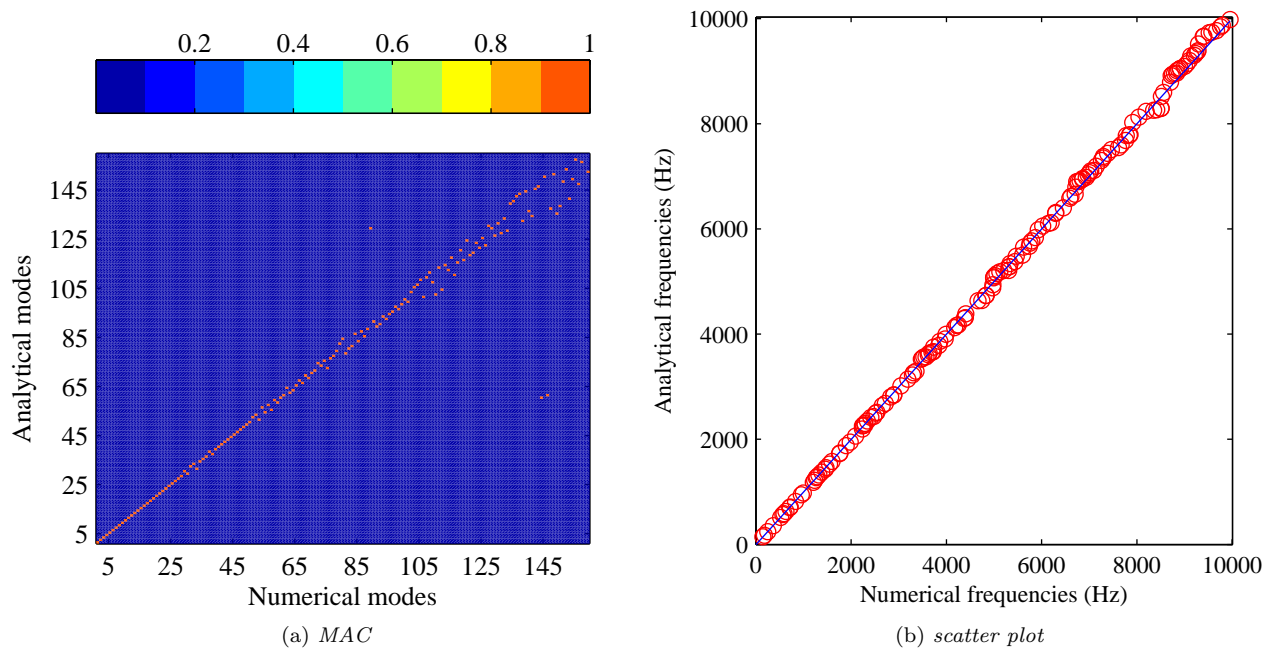 0.2 0.4 0.6 0.8 1
145
125
105
85
65
45
25
5
Analytical modes
5 25 45 65 85 105 125 145
Numerical modes
(a) MAC
10000
8000
6000
4000
2000
0
Analytical frequencies (Hz)
0 2000 4000 6000 8000 10000
Numerical frequencies (Hz)
(b) scatter plot